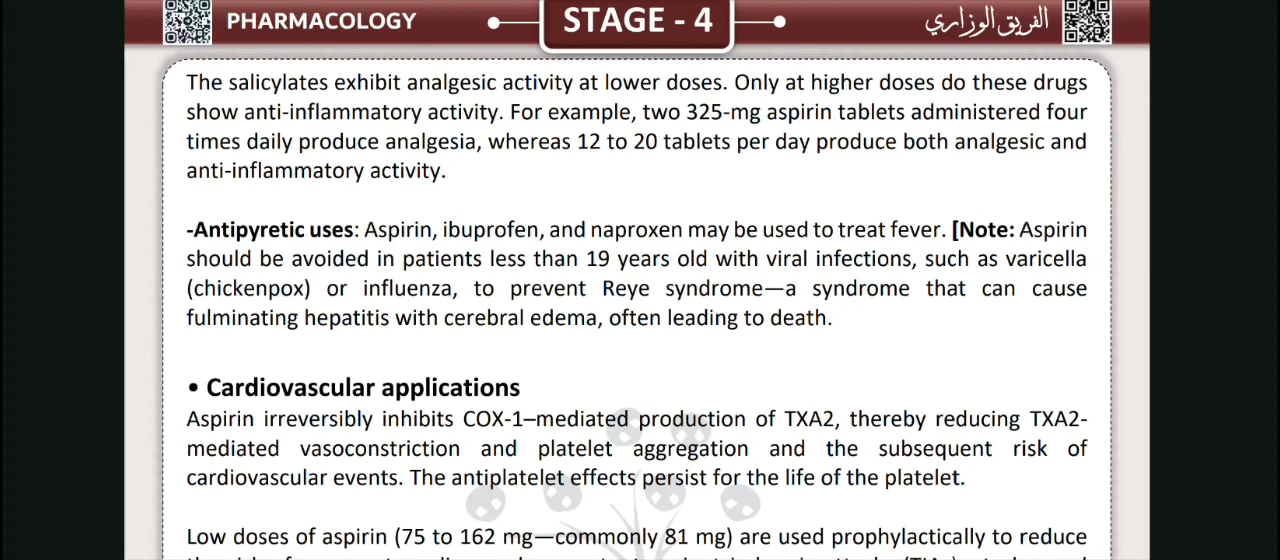 PHARMACOLOGY
STAGE - 4
الفريق الوزاري
The salicylates exhibit analgesic activity at lower doses. Only at higher doses do these drugs
show anti-inflammatory activity. For example, two 325-mg aspirin tablets administered four
times daily produce analgesia, whereas 12 to 20 tablets per day produce both analgesic and
anti-inflammatory activity.
-Antipyretic uses: Aspirin, ibuprofen, and naproxen may be used to treat fever. [Note: Aspirin
should be avoided in patients less than 19 years old with viral infections, such as varicella
(chickenpox) or influenza, to prevent Reye syndrome—a syndrome that can cause
fulminating hepatitis with cerebral edema, often leading to death.
• Cardiovascular applications
Aspirin irreversibly inhibits COX-1–mediated production of TXA2, thereby reducing TXA2-
mediated vasoconstriction and platelet aggregation and the subsequent risk of
cardiovascular events. The antiplatelet effects persist for the life of the platelet.
Low doses of aspirin (75 to 162 mg—commonly 81 mg) are used prophylactically to reduce